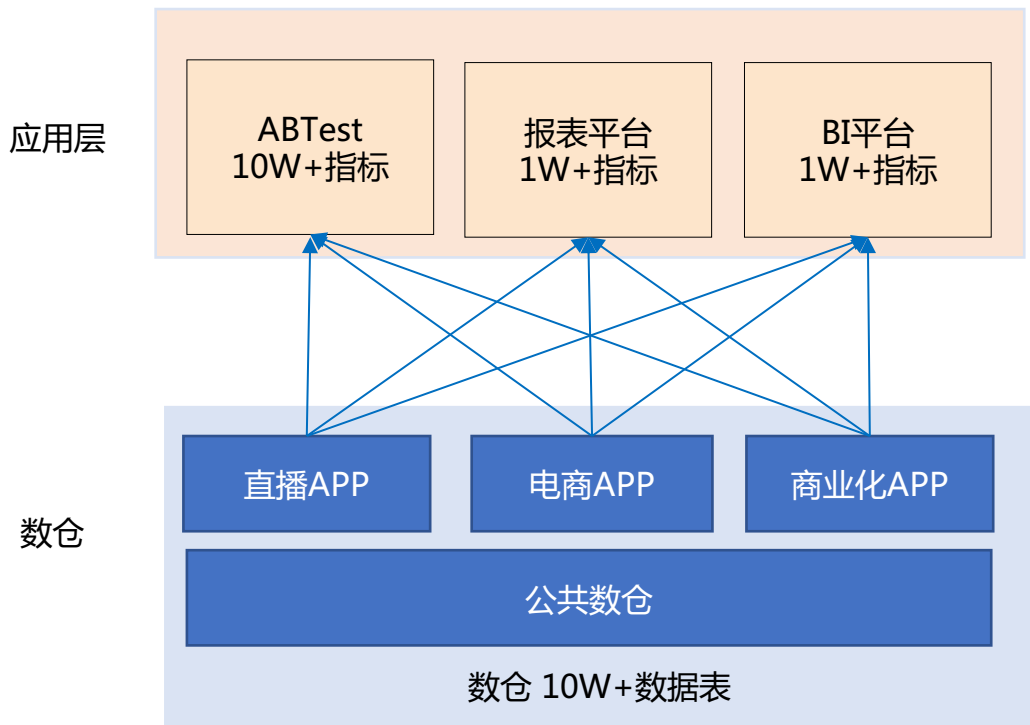 应用层
ABTest
10W+指标
报表平台
1W+指标
BI平台
1W+指标
数仓
直播APP
电商APP
商业化APP
公共数仓
数仓 10W+数据表